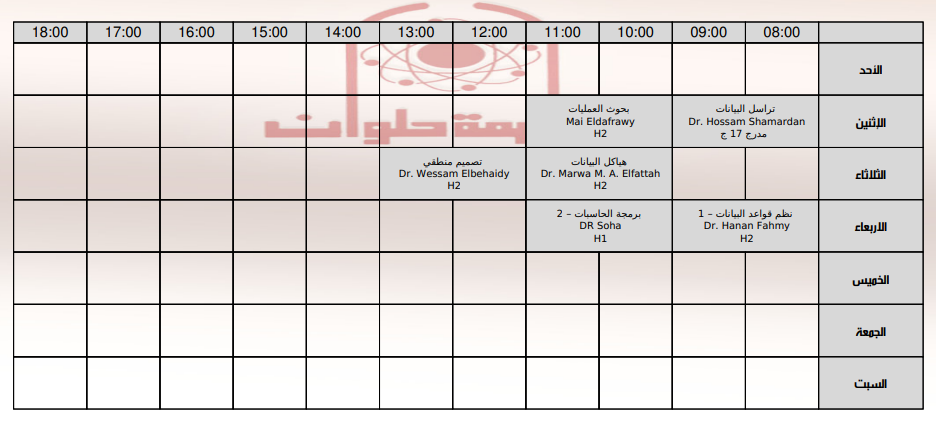 08:00 09:00 10:00 11:00 12:00 13:00 14:00 15:00 16:00 17:00 18:00
الأحد
الإثنين
تراسل البيانات
Dr. Hossam Shamardan
مدرج 17 ج
بحوث العمليات
Mai Eldafrawy
H2
الثلاثاء
هياكل البيانات
Dr. Marwa M. A. Elfattah
H2
تصميم منطقي
Dr. Wessam Elbehaidy
H2
الأربعاء
نظم قواعد البيانات – 1
Dr. Hanan Fahmy
H2
برمجة الحاسبات – 2
DR Soha
H1
الخميس
الجمعة
السبت
حلوان